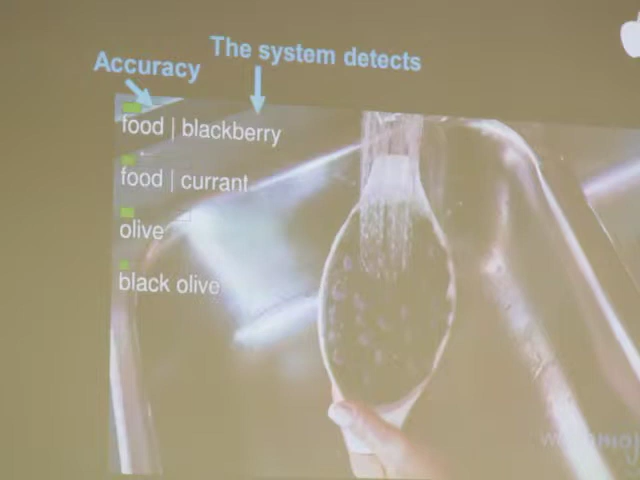 The system detects
Accuracy
food | blackberry
food | currant
olive
black olive